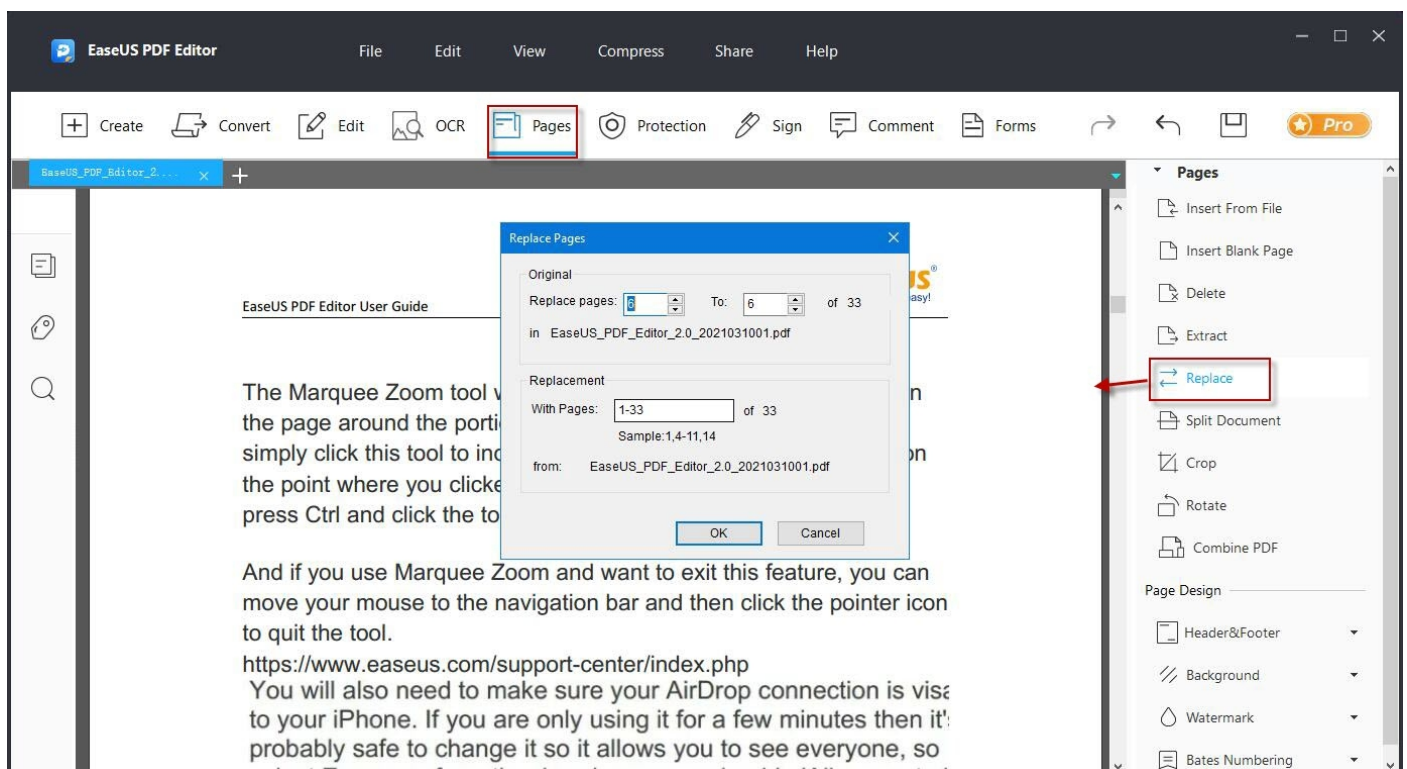 EaseUS PDF Editor File Edit View Compress Share Help
Create Convert Edit OCR Pages Protection Sign Comment Forms Pro
EaseUS_PDF_Editor_2....
Pages
Insert From File
Insert Blank Page
Delete
Extract
Replace
Split Document
Crop
Rotate
Combine PDF
Page Design
Header&Footer
Background
Watermark
Bates Numbering
Replace Pages
Original
Replace pages: 6 To: 6 of 33
in EaseUS_PDF_Editor_2.0_2021031001.pdf
Replacement
With Pages: 1-33 of 33
Sample:1,4-11,14
from: EaseUS_PDF_Editor_2.0_2021031001.pdf
OK Cancel
US®
easy!
EaseUS PDF Editor User Guide
The Marquee Zoom tool
the page around the
simply click this tool to
the point where you
press Ctrl and click the
And if you use Marquee Zoom and want to exit this feature, you can
move your mouse to the navigation bar and then click the pointer icon
to quit the tool.
https://www.easeus.com/support-center/index.php
You will also need to make sure your AirDrop connection is
to your iPhone. If you are only using it for a few minutes then
probably safe to change it so it allows you to see everyone, so